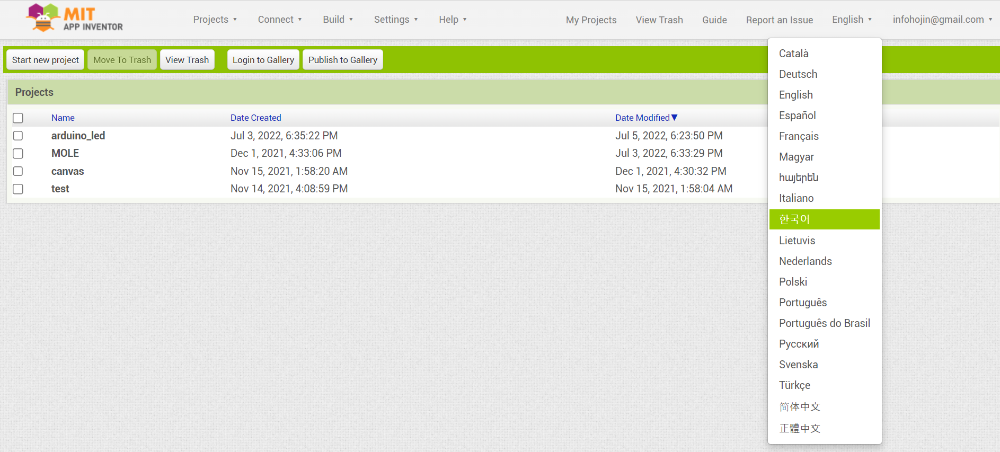 MIT
APP INVENTOR
Projects ▾ Connect ▾ Build ▾ Settings ▾ Help ▾ My Projects View Trash Guide Report an Issue English ▾ infohojin@gmail.com ▾
Start new project Move To Trash View Trash Login to Gallery Publish to Gallery
Projects
Name Date Created Date Modified▼
arduino_led Jul 3, 2022, 6:35:22 PM Jul 5, 2022, 6:23:50 PM
MOLE Dec 1, 2021, 4:33:06 PM Jul 3, 2022, 6:33:29 PM
canvas Nov 15, 2021, 1:58:20 AM Dec 1, 2021, 4:30:32 PM
test Nov 14, 2021, 4:08:59 PM Nov 15, 2021, 1:58:04 AM
Català
Deutsch
English
Español
Français
Magyar
հայերեն
Italiano
한국어
Lietuvis
Nederlands
Polski
Português
Português do Brasil
Русский
Svenska
Türkçe
简体中文
正體中文